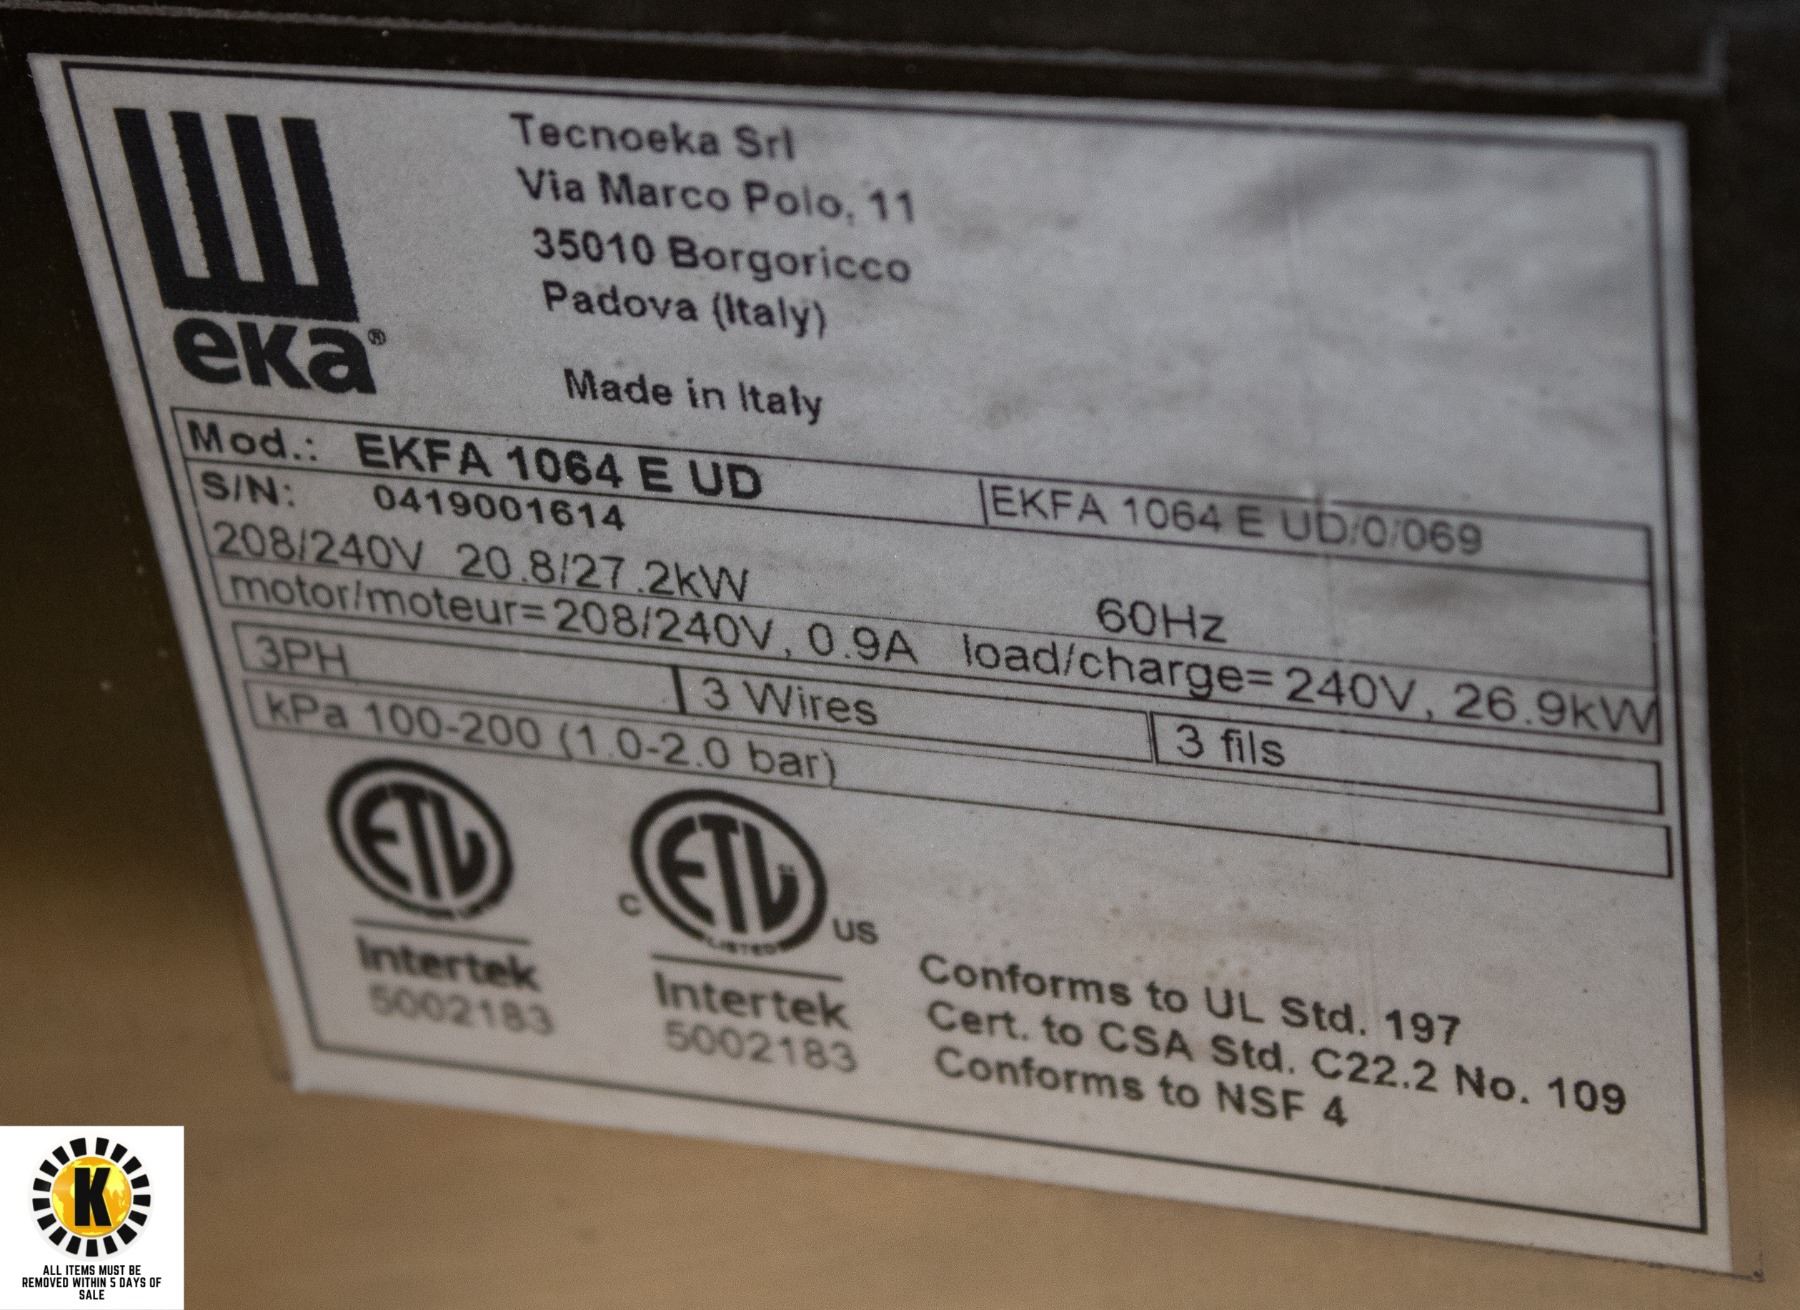 Tecnoeka Srl
Via Marco Polo, 11
35010 Borgoricco
Padova (Italy)
Made in Italy
eka®
Mod.: EKFA 1064 E UD EKFA 1064 E UD/0/069
S/N: 0419001614
208/240V 20.8/27.2kW 60Hz
motor/moteur= 208/240V, 0.9A load/charge= 240V, 26.9kW
3PH 3 Wires 3 fils
kPa 100-200 (1.0-2.0 bar)
ETL
Intertek
5002183
C ETL US
LISTED
Intertek
5002183
Conforms to UL Std. 197
Cert. to CSA Std. C22.2 No. 109
Conforms to NSF 4
K
ALL ITEMS MUST BE
REMOVED WITHIN 5 DAYS OF
SALE